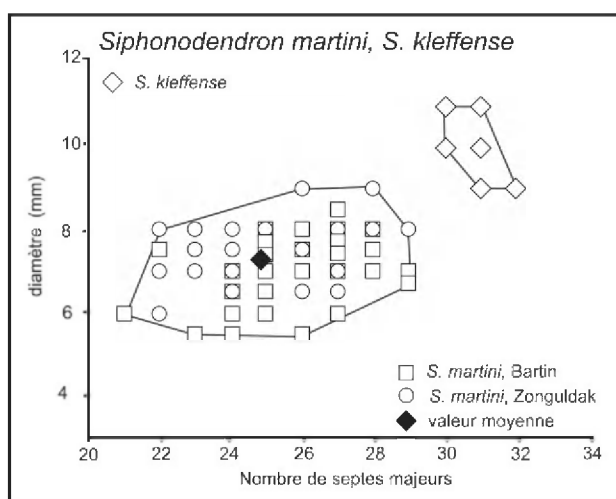 Siphonodendron martini, S. kleffense
S. kleffense
12
10
8
6
4
diamètre (mm)
S. martini, Bartin
S. martini, Zonguldak
valeur moyenne
20 22 24 26 28 30 32 34
Nombre de septes majeurs